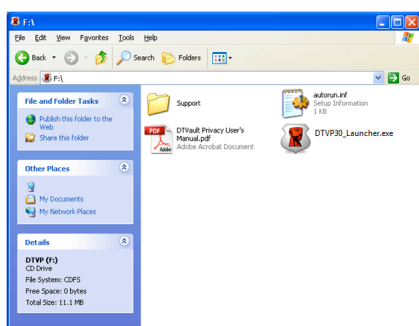 F:\
File Edit View Favorites Tools Help
Back Search Folders
Address F:\ Go
File and Folder Tasks
Publish this folder to the
Web
Share this folder
Other Places
My Documents
My Network Places
Details
DTVP (F:)
CD Drive
File System: CDFS
Free Space: 0 bytes
Total Size: 11.1 MB
Support
autorun.inf
Setup Information
1 KB
PDF
Adobe
DTVault Privacy User's
Manual.pdf
Adobe Acrobat Document
DTVP30_Launcher.exe